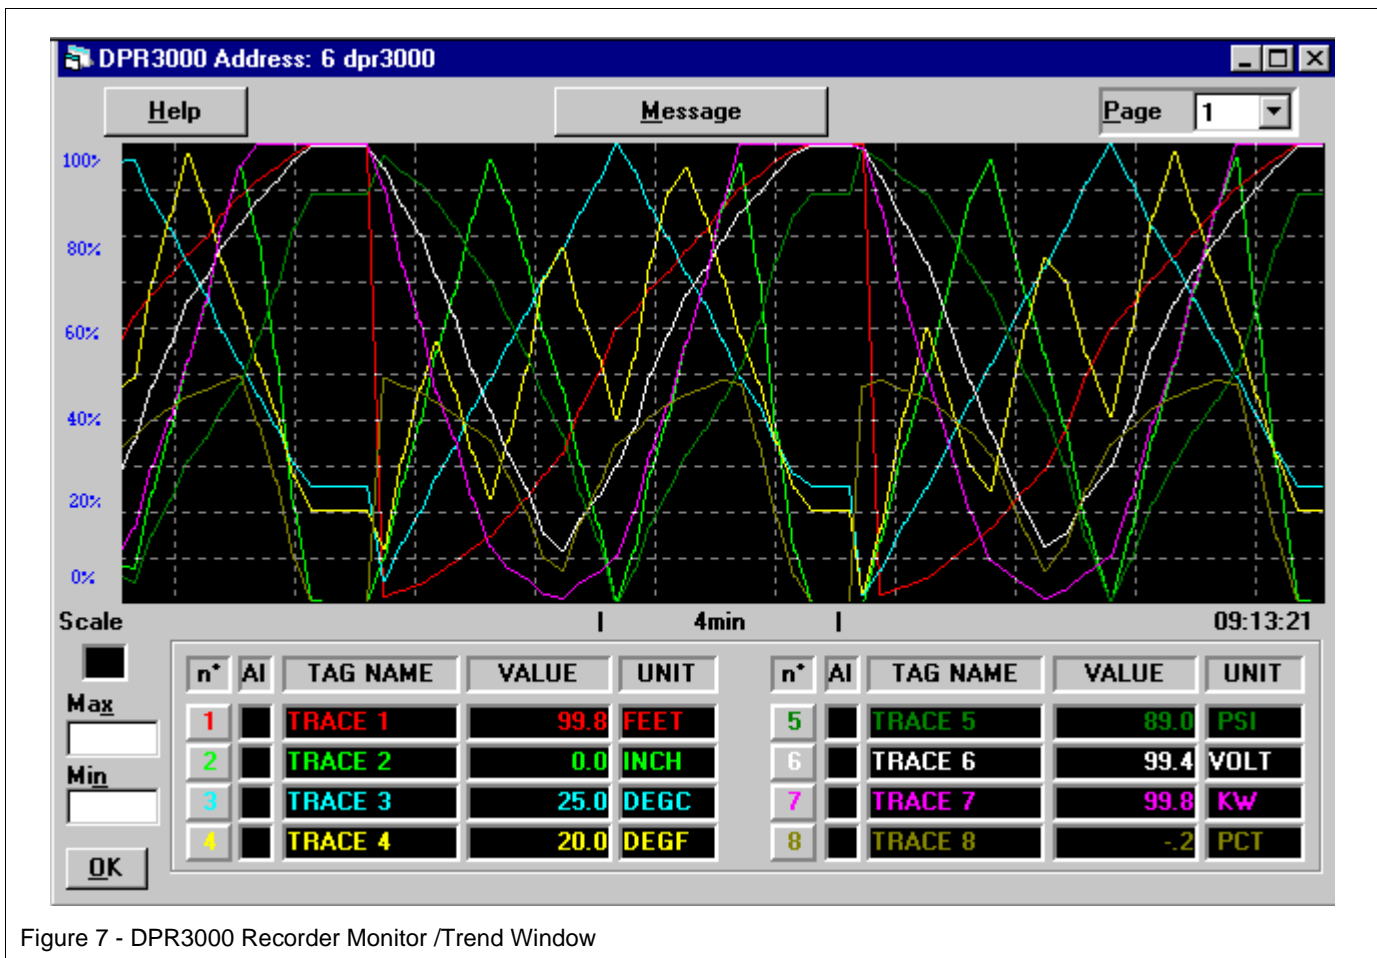 DPR3000 Address: 6 dpr3000
Help Message Page 1
100%
80%
60%
40%
20%
0%
Scale | 4min | 09:13:21
Max
Min
OK
n° AI TAG NAME VALUE UNIT n° AI TAG NAME VALUE UNIT
1 TRACE 1 99.8 FEET 5 TRACE 5 89.0 PSI
2 TRACE 2 0.0 INCH 6 TRACE 6 99.4 VOLT
3 TRACE 3 25.0 DEGC 7 TRACE 7 99.8 KW
4 TRACE 4 20.0 DEGF 8 TRACE 8 -.2 PCT
Figure 7 - DPR3000 Recorder Monitor /Trend Window